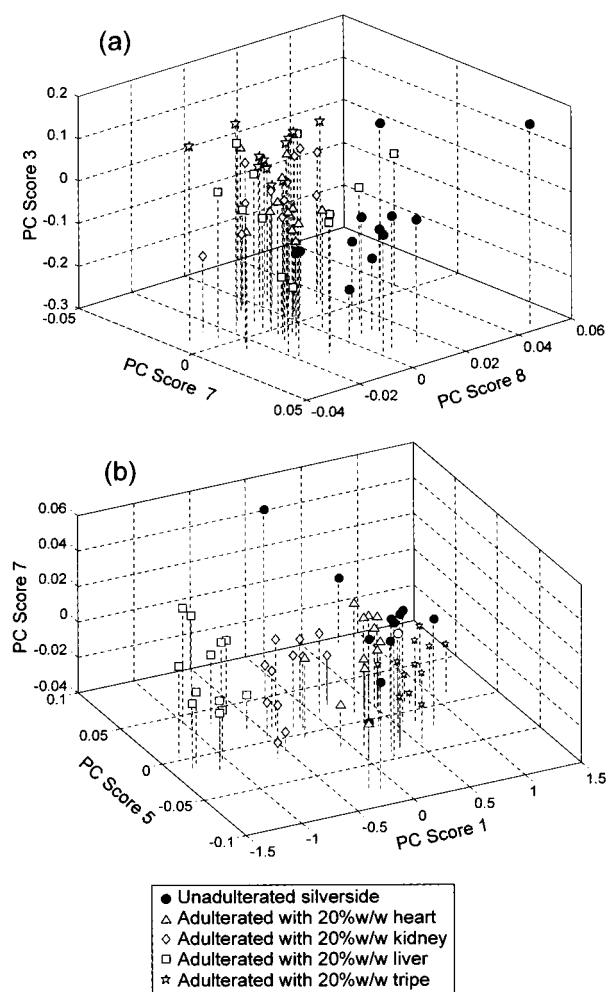 (a)
0.2
0.1
0
-0.1
-0.2
-0.3
PC Score 3
-0.05
0
0.05
PC Score 7
-0.04
-0.02
0
0.02
0.04
0.06
PC Score 8
(b)
0.06
0.04
0.02
0
-0.02
-0.04
PC Score 7
0.1
0.05
0
-0.05
-0.1
PC Score 5
-1.5
-1
-0.5
0
0.5
1
1.5
PC Score 1
Unadulterated silverside
Adulterated with 20%w/w heart
Adulterated with 20%w/w kidney
Adulterated with 20%w/w liver
Adulterated with 20%w/w tripe